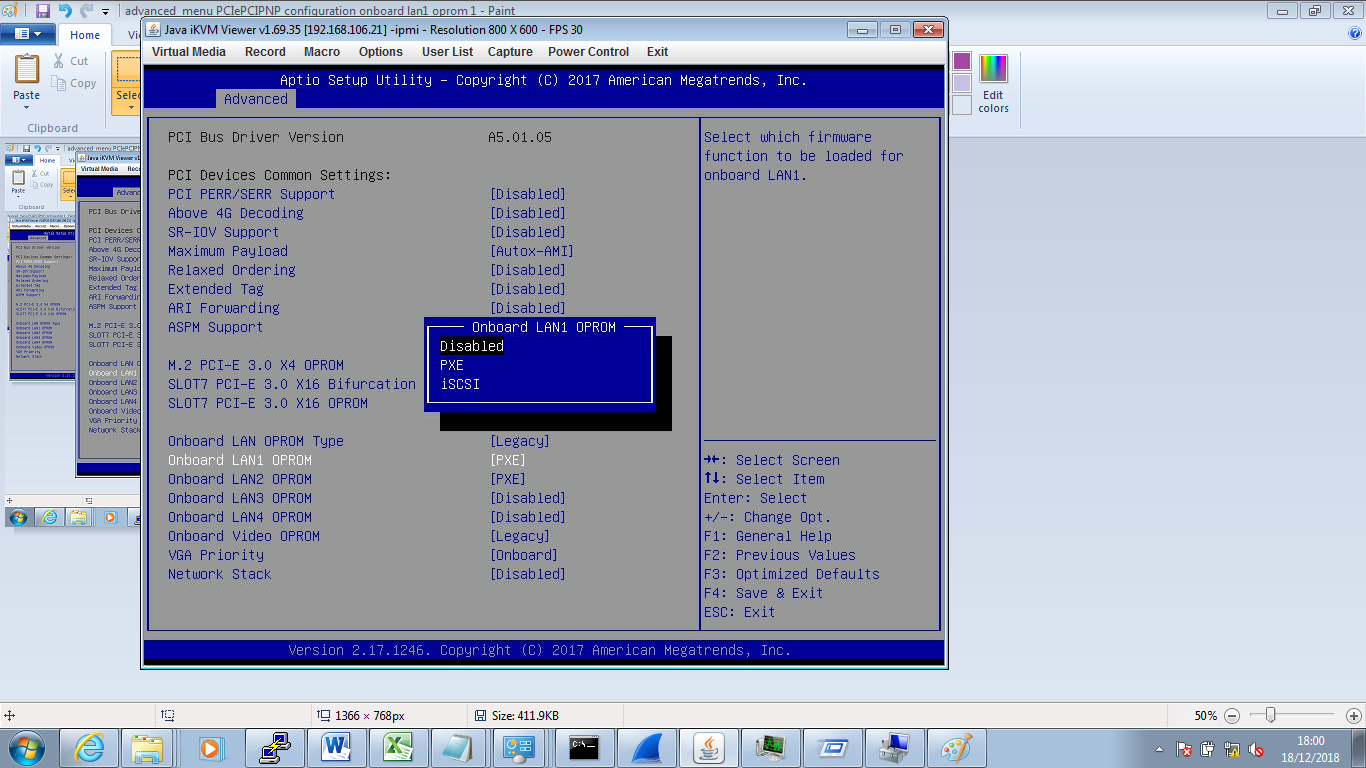 advanced menu PCIePCIPNP configuration onboard lan1 oprom 1 - Paint
Java iKVM Viewer v1.69.35 [192.168.106.21] -ipmi - Resolution 800 X 600 - FPS 30
Home
Virtual Media Record Macro Options User List Capture Power Control Exit
Cut
Copy
Paste
Clipboard
Edit colors
Aptio Setup Utility - Copyright (C) 2017 American Megatrends, Inc.
Advanced
PCI Bus Driver Version A5.01.05
PCI Devices Common Settings:
PCI PERR/SERR Support [Disabled]
Above 4G Decoding [Disabled]
SR-IOV Support [Disabled]
Maximum Payload [Autox-AMI]
Relaxed Ordering [Disabled]
Extended Tag [Disabled]
ARI Forwarding [Disabled]
ASPM Support
M.2 PCI-E 3.0 X4 OPROM
SLOT7 PCI-E 3.0 X16 Bifurcation
SLOT7 PCI-E 3.0 X16 OPROM
Onboard LAN1 OPROM
Disabled
PXE
iSCSI
Onboard LAN OPROM Type [Legacy]
Onboard LAN1 OPROM [PXE]
Onboard LAN2 OPROM [PXE]
Onboard LAN3 OPROM [Disabled]
Onboard LAN4 OPROM [Disabled]
Onboard Video OPROM [Legacy]
VGA Priority [Onboard]
Network Stack [Disabled]
Select which firmware
function to be loaded for
onboard LAN1.
: Select Screen
: Select Item
Enter: Select
+/-: Change Opt.
F1: General Help
F2: Previous Values
F3: Optimized Defaults
F4: Save & Exit
ESC: Exit
Version 2.17.1246. Copyright (C) 2017 American Megatrends, Inc.
1366 × 768px
Size: 411.9KB
50%
18:00
18/12/2018